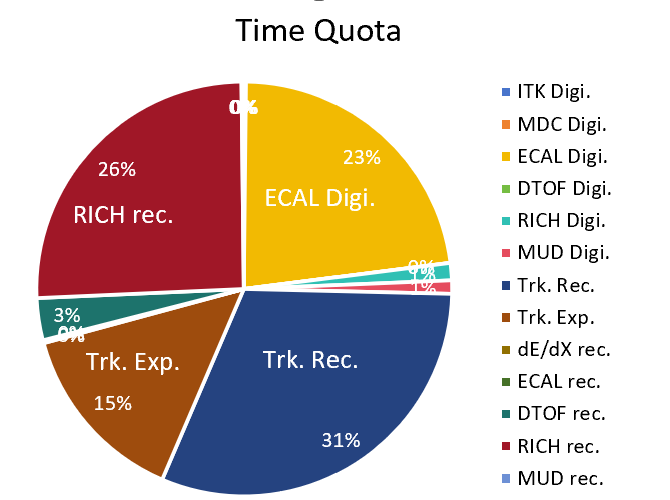 Time Quota
0%
26%
23%
RICH rec.
ECAL Digi.
0%
1%
1%
3%
0%
Trk. Exp.
Trk. Rec.
15%
31%
ITK Digi.
MDC Digi.
ECAL Digi.
DTOF Digi.
RICH Digi.
MUD Digi.
Trk. Rec.
Trk. Exp.
dE/dX rec.
ECAL rec.
DTOF rec.
RICH rec.
MUD rec.